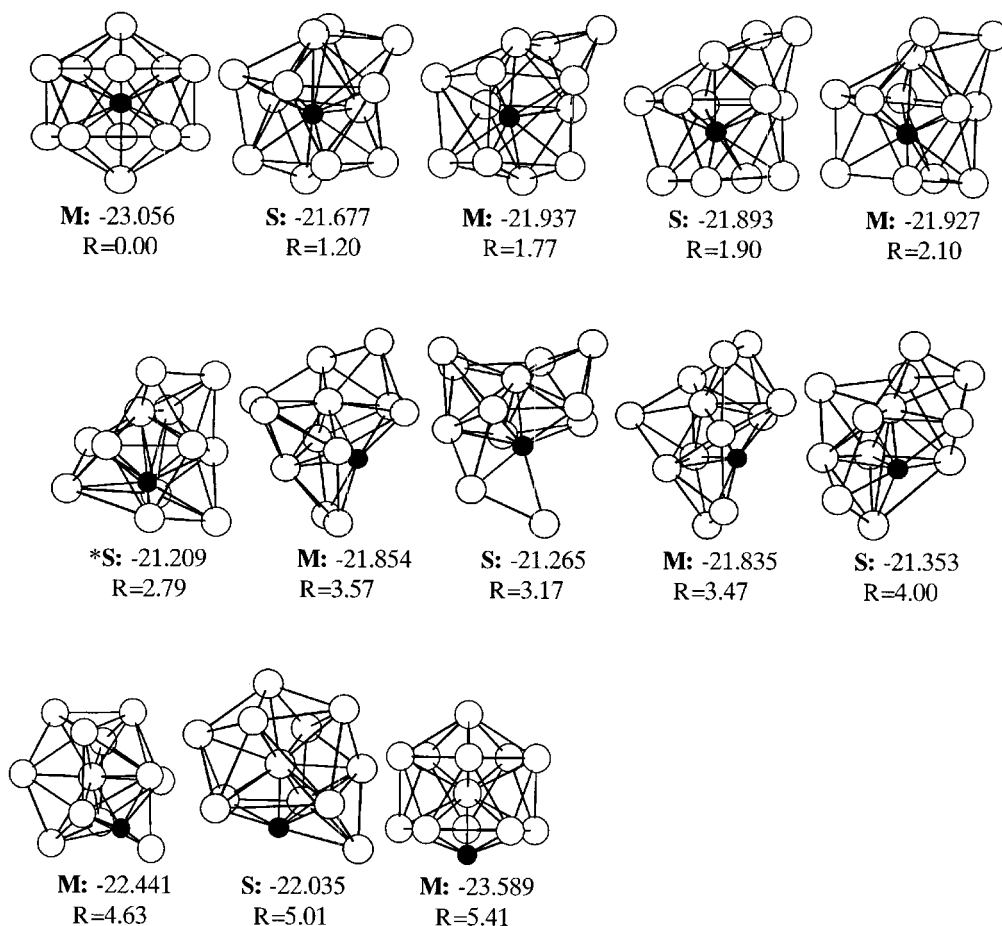 M: -23.056 S: -21.677 M: -21.937 S: -21.893 M: -21.927
R=0.00 R=1.20 R=1.77 R=1.90 R=2.10
*S: -21.209 M: -21.854 S: -21.265 M: -21.835 S: -21.353
R=2.79 R=3.57 R=3.17 R=3.47 R=4.00
M: -22.441 S: -22.035 M: -23.589
R=4.63 R=5.01 R=5.41